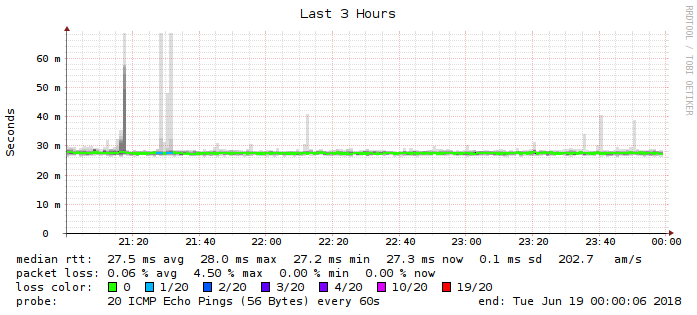 Last 3 Hours
RRDTOOL / TOBI OETIKER
Seconds
60 m
50 m
40 m
30 m
20 m
10 m
0
21:20 21:40 22:00 22:20 22:40 23:00 23:20 23:40 00:00
median rtt: 27.5 ms avg 28.0 ms max 27.2 ms min 27.3 ms now 0.1 ms sd 202.7 am/s
packet loss: 0.06 % avg 4.50 % max 0.00 % min 0.00 % now
loss color: 0 1/20 2/20 3/20 4/20 10/20 19/20
probe: 20 ICMP Echo Pings (56 Bytes) every 60s end: Tue Jun 19 00:00:06 2018